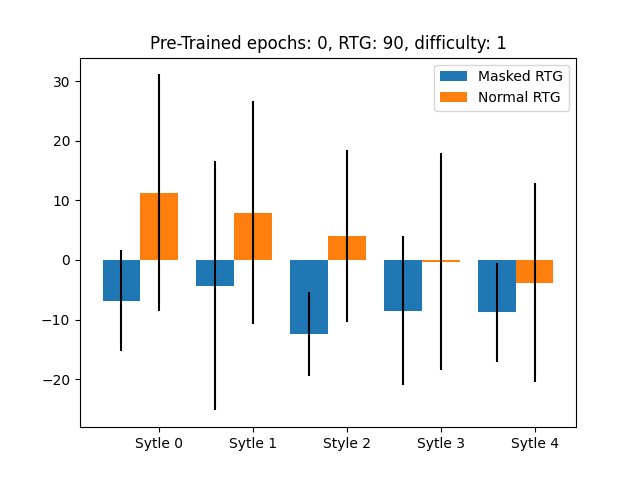 Pre-Trained epochs: 0, RTG: 90, difficulty: 1
Masked RTG
Normal RTG
30
20
10
0
−10
−20
Sytle 0
Sytle 1
Style 2
Sytle 3
Sytle 4